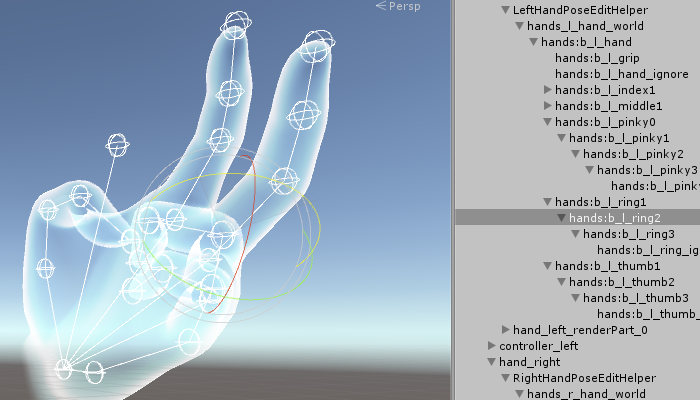 Persp
LeftHandPoseEditHelper
hands_l_hand_world
hands:b_l_hand
hands:b_l_grip
hands:b_l_hand_ignore
hands:b_l_index1
hands:b_l_middle1
hands:b_l_pinky0
hands:b_l_pinky1
hands:b_l_pinky2
hands:b_l_pinky3
hands:b_l_pink
hands:b_l_ring1
hands:b_l_ring2
hands:b_l_ring3
hands:b_l_ring_ig
hands:b_l_thumb1
hands:b_l_thumb2
hands:b_l_thumb3
hands:b_l_thumb_
hand_left_renderPart_0
controller_left
hand_right
RightHandPoseEditHelper
hands_r_hand_world